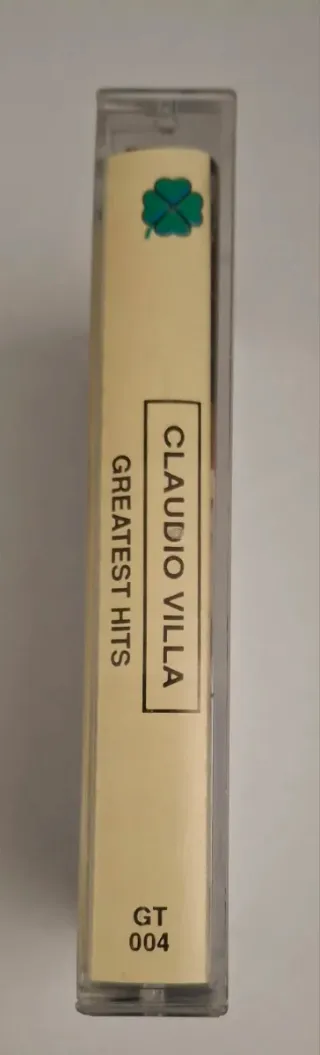 CLAUDIO VILLA
GREATEST HITS
GT
004